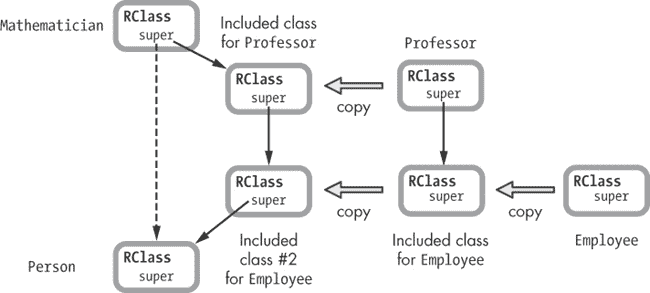 Mathematician
RClass
super
Included class
for Professor
Professor
RClass
super
copy
RClass
super
RClass
super
copy
RClass
super
copy
RClass
super
Person
RClass
super
Included
class #2
for Employee
Included class
for Employee
Employee